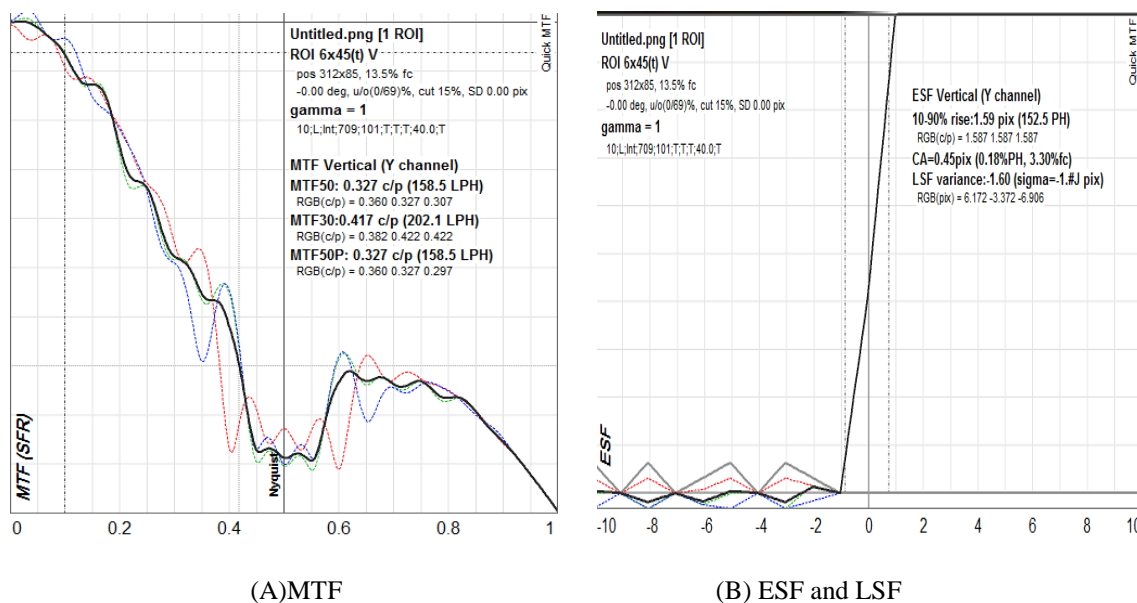 Untitled.png [1 ROI]
ROI 6x45(t) V
pos 312x85, 13.5% fc
-0.00 deg, u/o(0/69)%, cut 15%, SD 0.00 pix
gamma = 1
10;L;Int;709;101;T;T;T;40.0;T
MTF Vertical (Y channel)
MTF50: 0.327 c/p (158.5 LPH)
RGB(c/p) = 0.360 0.327 0.307
MTF30:0.417 c/p (202.1 LPH)
RGB(c/p) = 0.382 0.422 0.422
MTF50P: 0.327 c/p (158.5 LPH)
RGB(c/p) = 0.360 0.327 0.297
Quick MTF
MTF (SFR)
Nyquist
0 0.2 0.4 0.6 0.8 1
(A)MTF
Untitled.png [1 ROI]
ROI 6x45(t) V
pos 312x85, 13.5% fc
-0.00 deg, u/o(0/69)%, cut 15%, SD 0.00 pix
gamma = 1
10;L;Int;709;101;T;T;T;40.0;T
ESF Vertical (Y channel)
10-90% rise:1.59 pix (152.5 PH)
RGB(c/p) = 1.587 1.587 1.587
CA=0.45pix (0.18%PH, 3.30%fc)
LSF variance:-1.60 (sigma=-1.#J pix)
RGB(pix) = 6.172 -3.372 -6.906
Quick MTF
ESF
-10 -8 -6 -4 -2 0 2 4 6 8 10
(B) ESF and LSF